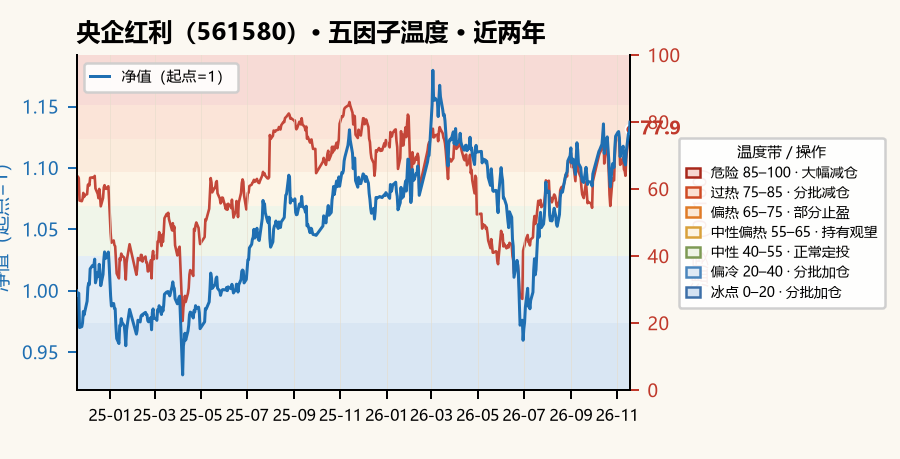 央企红利（561580）• 五因子温度 • 近两年
净值（起点=1）
净值（起点=1）
1.15
1.10
1.05
1.00
0.95
100
80
77.9
60
40
20
0
25-01 25-03 25-05 25-07 25-09 25-11 26-01 26-03 26-05 26-07 26-09 26-11
温度带 / 操作
危险 85–100 · 大幅减仓
过热 75–85 · 分批减仓
偏热 65–75 · 部分止盈
中性偏热 55–65 · 持有观望
中性 40–55 · 正常定投
偏冷 20–40 · 分批加仓
冰点 0–20 · 分批加仓